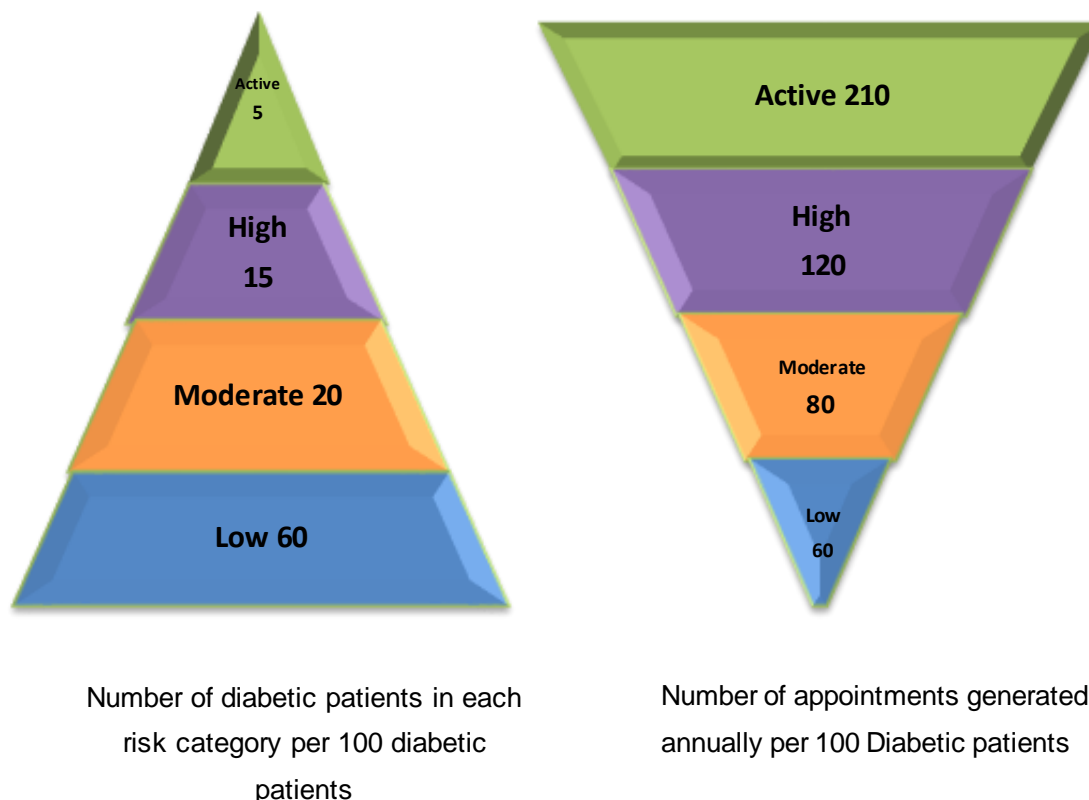 Active
5
High
15
Moderate 20
Low 60
Number of diabetic patients in each
risk category per 100 diabetic
patients
Active 210
High
120
Moderate
80
Low
60
Number of appointments generated
annually per 100 Diabetic patients